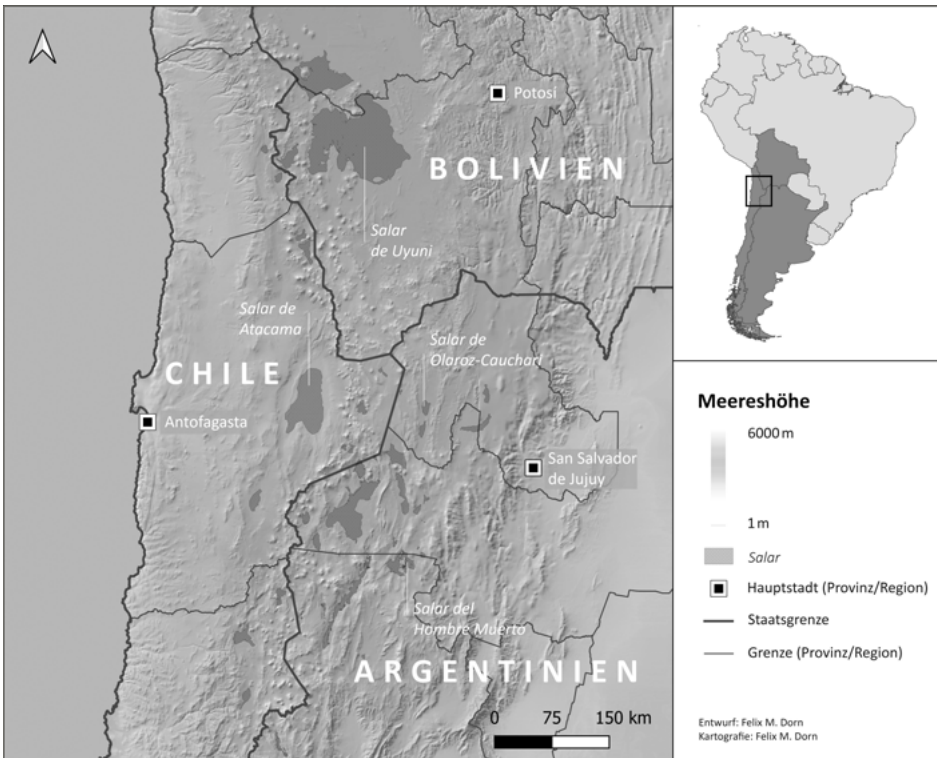 Potosí
BOLIVIEN
Salar
de Uyuni
Salar de
Atacama
Salar de
Olaroz-Caucharí
CHILE
Antofagasta
San Salvador
de Jujuy
Salar del
Hombre Muerto
ARGENTINIEN
0 75 150 km
Meereshöhe
6000 m
1 m
Salar
Hauptstadt (Provinz/Region)
Staatsgrenze
Grenze (Provinz/Region)
Entwurf: Felix M. Dorn
Kartografie: Felix M. Dorn